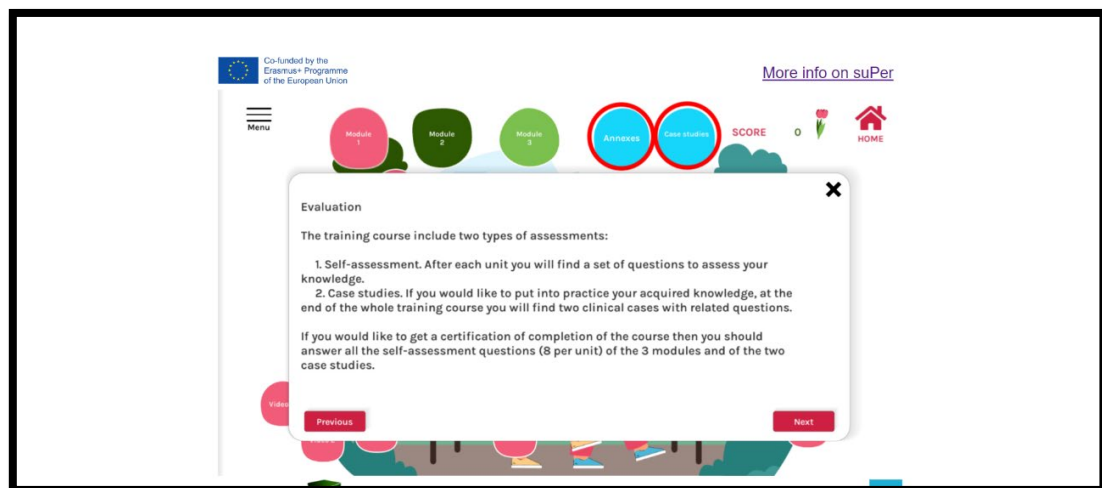 Co-funded by the
Erasmus+ Programme
of the European Union
More info on suPer
Menu
Module
1
Module
2
Module
3
Annexes
Case studies
SCORE
0
HOME
Evaluation
The training course include two types of assessments:
1. Self-assessment. After each unit you will find a set of questions to assess your
knowledge.
2. Case studies. If you would like to put into practice your acquired knowledge, at the
end of the whole training course you will find two clinical cases with related questions.
If you would like to get a certification of completion of the course then you should
answer all the self-assessment questions (8 per unit) of the 3 modules and of the two
case studies.
Video
Previous
Next